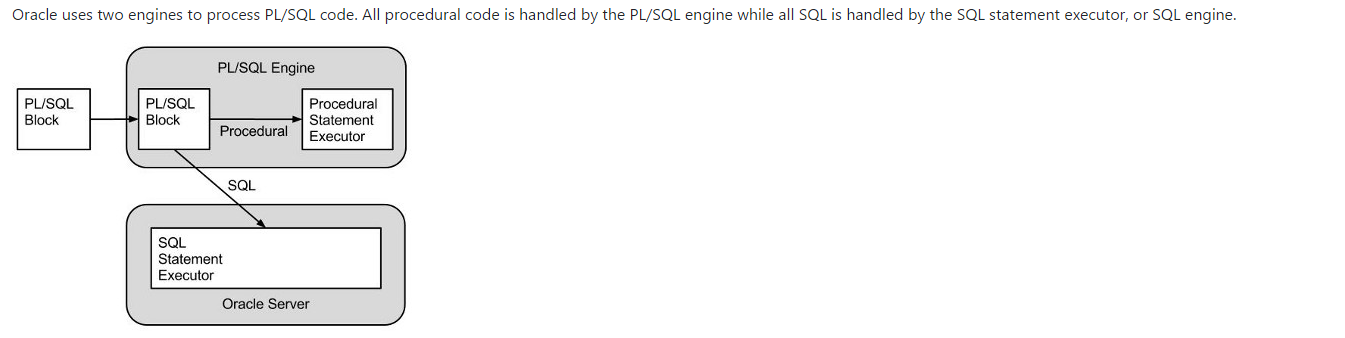 Oracle uses two engines to process PL/SQL code. All procedural code is handled by the PL/SQL engine while all SQL is handled by the SQL statement executor, or SQL engine.
PL/SQL Engine
PL/SQL
Block
PL/SQL
Block
Procedural
Procedural
Statement
Executor
SQL
SQL
Statement
Executor
Oracle Server